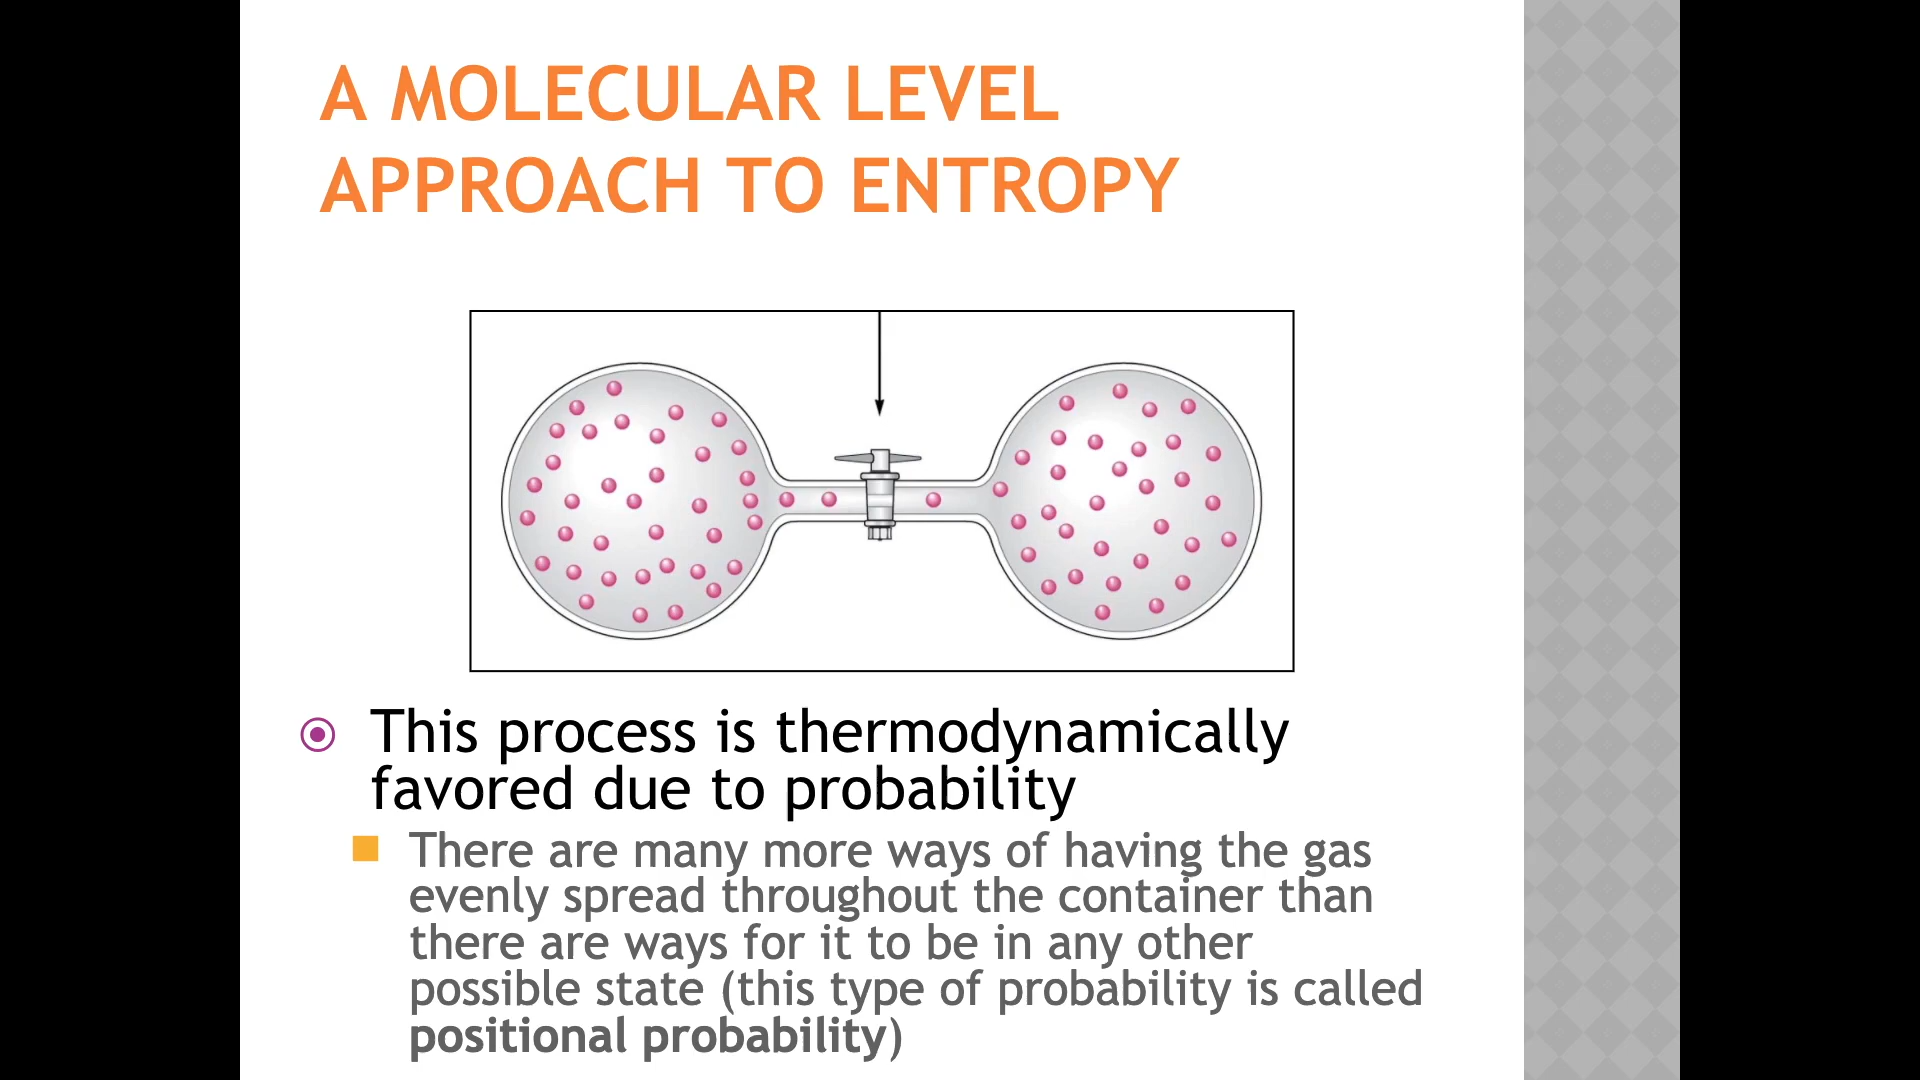 A MOLECULAR LEVEL
APPROACH TO ENTROPY
This process is thermodynamically
favored due to probability
There are many more ways of having the gas
evenly spread throughout the container than
there are ways for it to be in any other
possible state (this type of probability is called
positional probability)